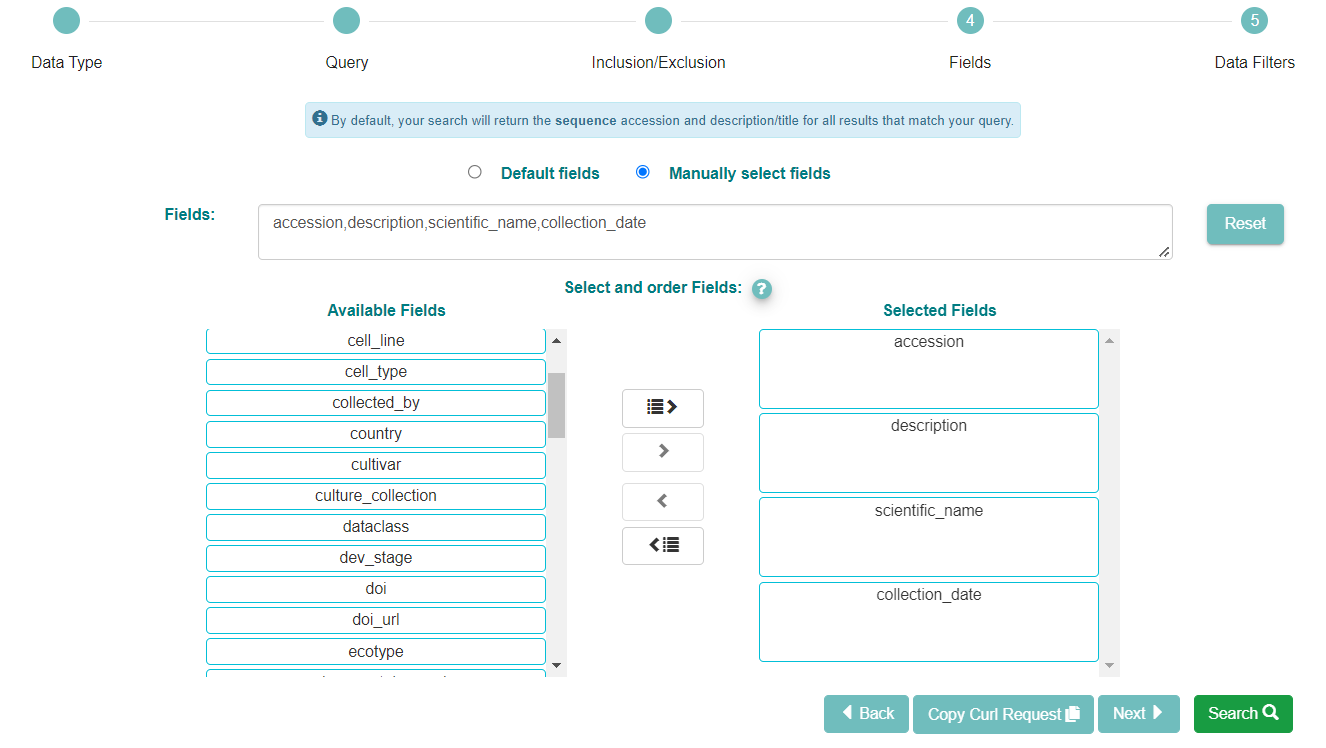 4
5
Data Type
Query
Inclusion/Exclusion
Fields
Data Filters
By default, your search will return the sequence accession and description/title for all results that match your query.
Default fields
Manually select fields
Fields:
accession,description,scientific_name,collection_date
Reset
Select and order Fields:
?
Available Fields
cell_line
cell_type
collected_by
country
cultivar
culture_collection
dataclass
dev_stage
doi
doi_url
ecotype
Selected Fields
accession
description
scientific_name
collection_date
Back
Copy Curl Request
Next
Search